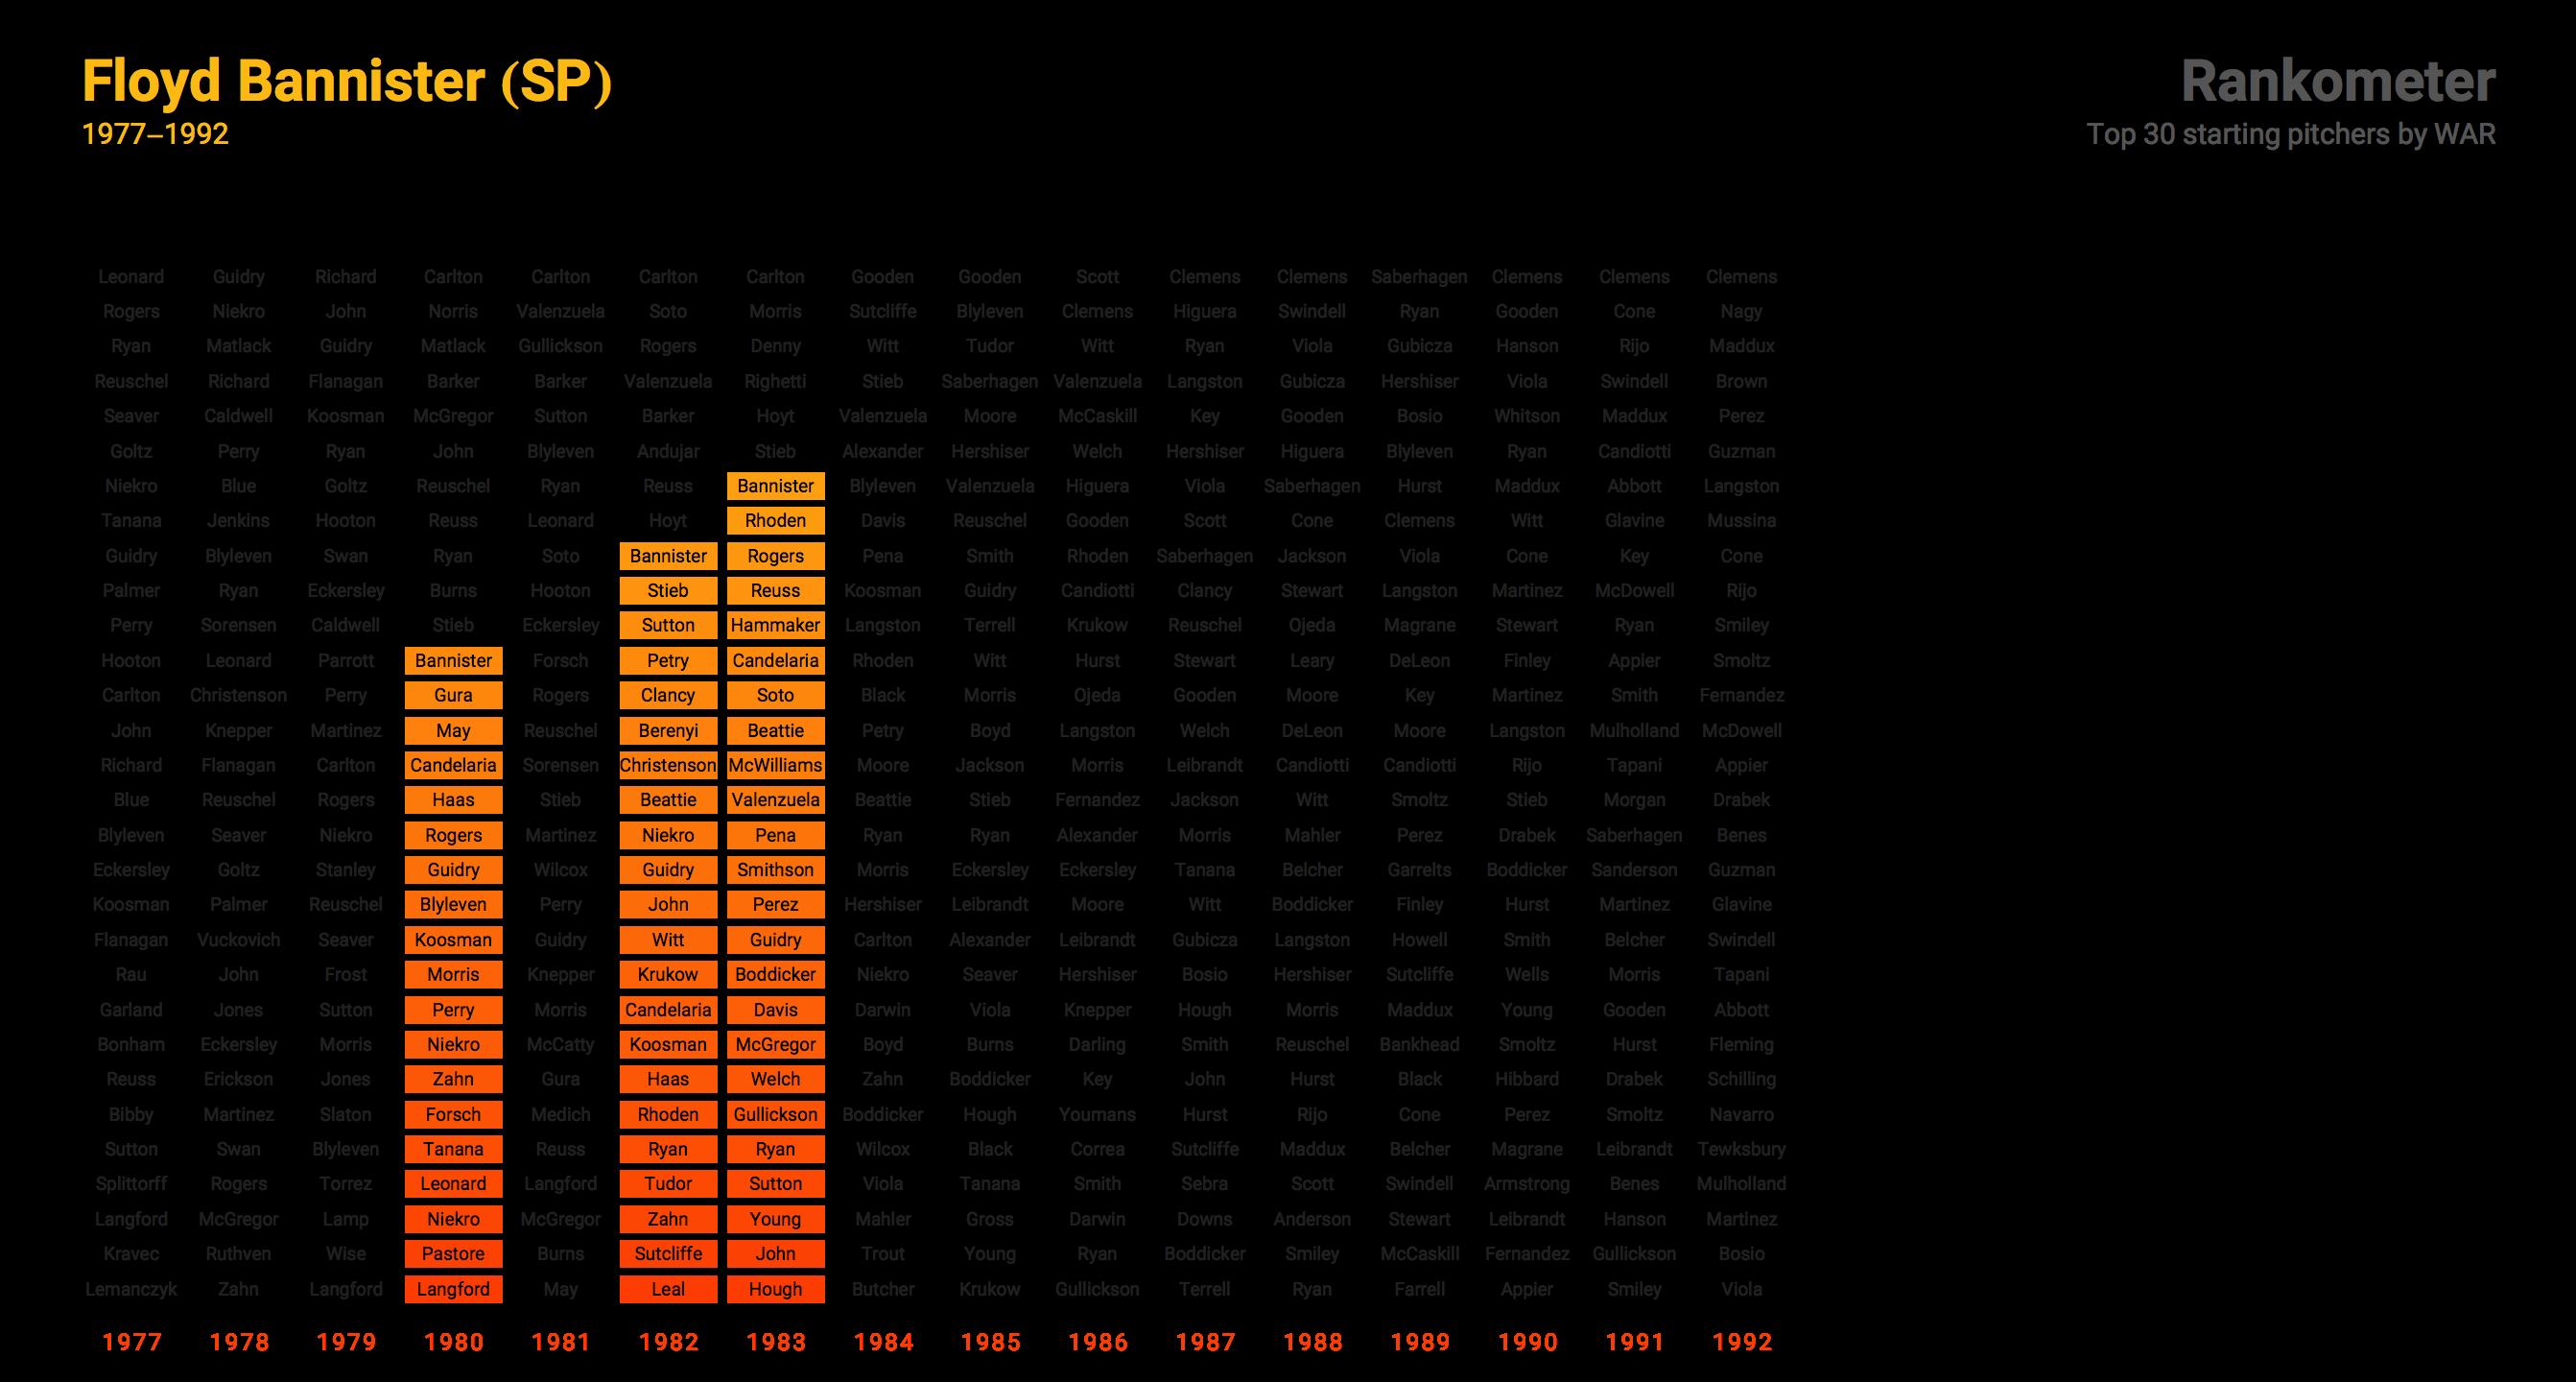 Floyd Bannister (SP)
1977–1992
Rankometer
Top 30 starting pitchers by WAR
Leonard Guidry Richard Carlton Carlton Carlton Carlton Gooden Gooden Scott Clemens Clemens Saberhagen Clemens Clemens Clemens
Rogers Niekro John Norris Valenzuela Soto Morris Sutcliffe Blyleven Clemens Higuera Swindell Ryan Gooden Cone Nagy
Ryan Matlack Guidry Matlack Gullickson Rogers Denny Witt Tudor Witt Ryan Viola Gubicza Hanson Rijo Maddux
Reuschel Richard Flanagan Barker Barker Valenzuela Righetti Stieb Saberhagen Valenzuela Langston Gubicza Hershiser Viola Swindell Brown
Seaver Caldwell Koosman McGregor Sutton Barker Hoyt Valenzuela Moore McCaskill Key Gooden Bosio Whitson Maddux Perez
Goltz Perry Ryan John Blyleven Andujar Stieb Alexander Hershiser Welch Hershiser Higuera Blyleven Ryan Candiotti Guzman
Niekro Blue Goltz Reuschel Ryan Reuss Bannister Blyleven Valenzuela Higuera Viola Saberhagen Hurst Maddux Abbott Langston
Tanana Jenkins Hooton Reuss Leonard Hoyt Rhoden Davis Reuschel Gooden Scott Cone Clemens Witt Glavine Mussina
Guidry Blyleven Swan Ryan Soto Bannister Rogers Pena Smith Rhoden Saberhagen Jackson Viola Cone Key Cone
Palmer Ryan Eckersley Burns Hooton Stieb Reuss Koosman Guidry Candiotti Clancy Stewart Langston Martinez McDowell Rijo
Perry Sorensen Caldwell Stieb Eckersley Sutton Hammaker Langston Terrell Krukow Reuschel Ojeda Magrane Stewart Ryan Smiley
Hooton Leonard Parrott Bannister Forsch Petry Candelaria Rhoden Witt Hurst Stewart Leary DeLeon Finley Appier Smoltz
Carlton Christenson Perry Gura Rogers Clancy Soto Black Morris Ojeda Gooden Moore Key Martinez Smith Fernandez
John Knepper Martinez May Reuschel Berenyi Beattie Petry Boyd Langston Welch DeLeon Moore Langston Mulholland McDowell
Richard Flanagan Carlton Candelaria Sorensen Christenson McWilliams Moore Jackson Morris Leibrandt Candiotti Candiotti Rijo Tapani Appier
Blue Reuschel Rogers Haas Stieb Beattie Valenzuela Beattie Stieb Fernandez Jackson Witt Smoltz Stieb Morgan Drabek
Blyleven Seaver Niekro Rogers Martinez Niekro Pena Ryan Ryan Alexander Morris Mahler Perez Drabek Saberhagen Benes
Eckersley Goltz Stanley Guidry Wilcox Guidry Smithson Morris Eckersley Eckersley Tanana Belcher Garrelts Boddicker Sanderson Guzman
Koosman Palmer Reuschel Blyleven Perry John Perez Hershiser Leibrandt Moore Witt Boddicker Finley Hurst Martinez Glavine
Flanagan Vuckovich Seaver Koosman Guidry Witt Guidry Carlton Alexander Leibrandt Gubicza Langston Howell Smith Belcher Swindell
Rau John Frost Morris Knepper Krukow Boddicker Niekro Seaver Hershiser Bosio Hershiser Sutcliffe Wells Morris Tapani
Garland Jones Sutton Perry Morris Candelaria Davis Darwin Viola Knepper Hough Morris Maddux Young Gooden Abbott
Bonham Eckersley Morris Niekro McCatty Koosman McGregor Boyd Burns Darling Smith Reuschel Bankhead Smoltz Hurst Fleming
Reuss Erickson Jones Zahn Gura Haas Welch Zahn Boddicker Key John Hurst Black Hibbard Drabek Schilling
Bibby Martinez Slaton Forsch Medich Rhoden Gullickson Boddicker Hough Youmans Hurst Rijo Cone Perez Smoltz Navarro
Sutton Swan Blyleven Tanana Reuss Ryan Ryan Wilcox Black Correa Sutcliffe Maddux Belcher Magrane Leibrandt Tewksbury
Splittorff Rogers Torrez Leonard Langford Tudor Sutton Viola Tanana Smith Sebra Scott Swindell Armstrong Benes Mulholland
Langford McGregor Lamp Niekro McGregor Zahn Young Mahler Gross Darwin Downs Anderson Stewart Leibrandt Hanson Martinez
Kravec Ruthven Wise Pastore Burns Sutcliffe John Trout Young Ryan Boddicker Smiley McCaskill Fernandez Gullickson Bosio
Lemanczyk Zahn Langford Langford May Leal Hough Butcher Krukow Gullickson Terrell Ryan Farrell Appier Smiley Viola
1977 1978 1979 1980 1981 1982 1983 1984 1985 1986 1987 1988 1989 1990 1991 1992